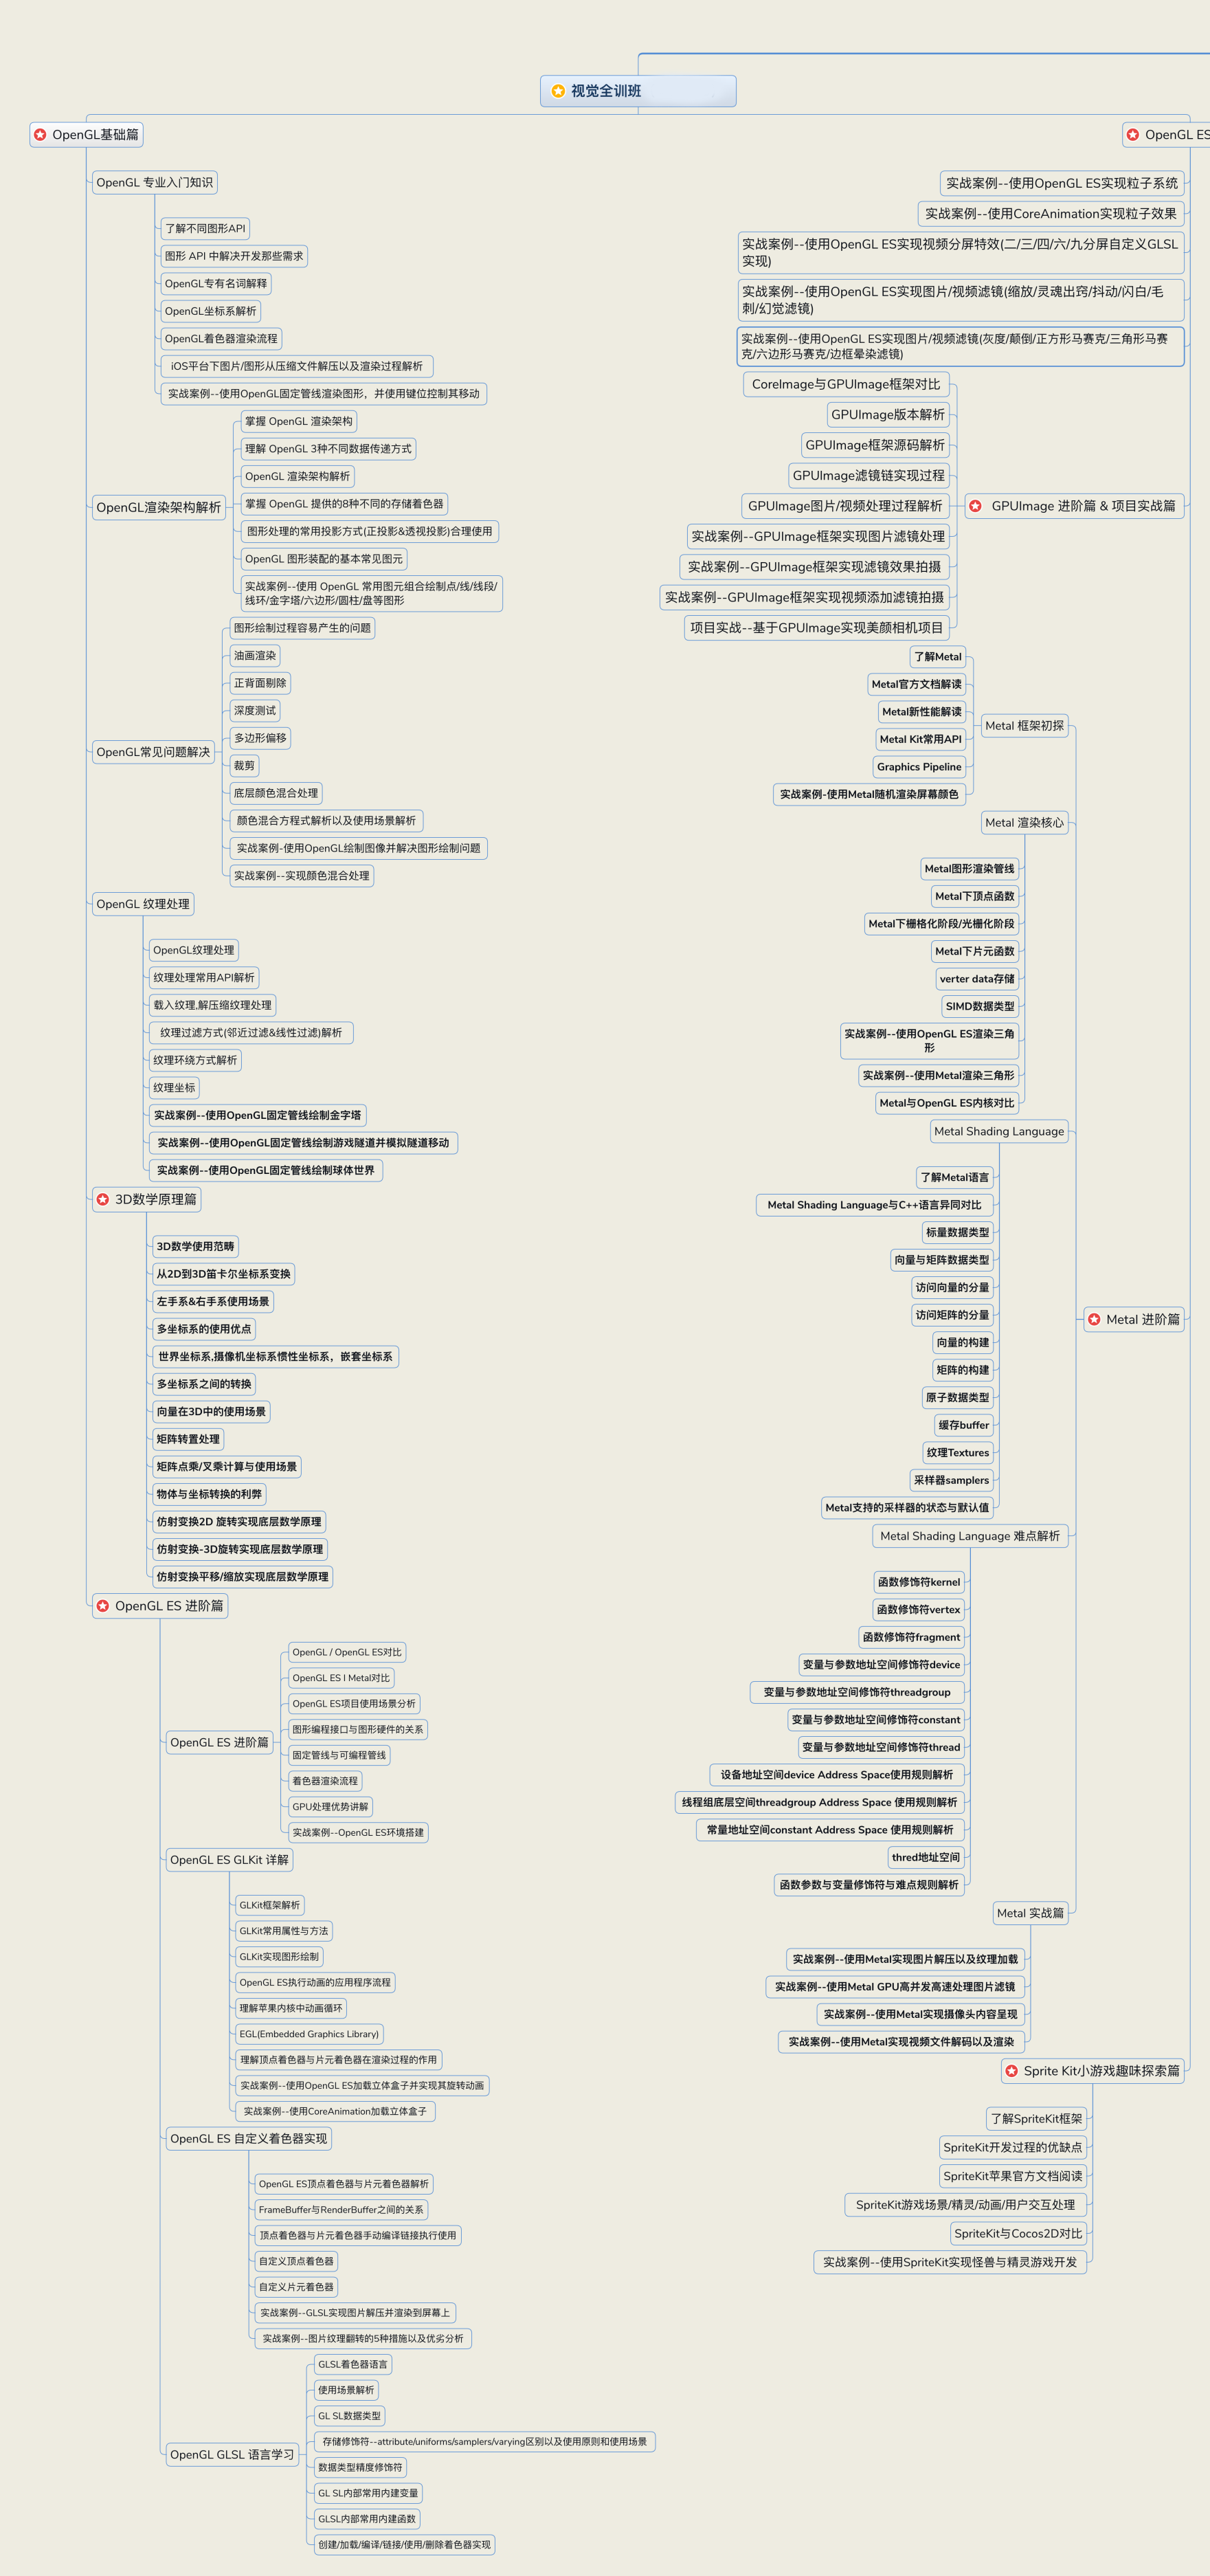 视觉全训班
OpenGL基础篇
OpenGL 专业入门知识
了解不同图形API
图形 API 中解决开发那些需求
OpenGL专有名词解释
OpenGL坐标系解析
OpenGL着色器渲染流程
iOS平台下图片/图形从压缩文件解压以及渲染过程解析
实战案例--使用OpenGL固定管线渲染图形，并使用键位控制其移动
OpenGL渲染架构解析
掌握 OpenGL 渲染架构
理解 OpenGL 3种不同数据传递方式
OpenGL 渲染架构解析
掌握 OpenGL 提供的8种不同的存储着色器
图形处理的常用投影方式(正投影&透视投影)合理使用
OpenGL 图形装配的基本常见图元
实战案例--使用 OpenGL 常用图元组合绘制点/线/线段/
线环/金字塔/六边形/圆柱/盘等图形
OpenGL常见问题解决
图形绘制过程容易产生的问题
油画渲染
正背面剔除
深度测试
多边形偏移
裁剪
底层颜色混合处理
颜色混合方程式解析以及使用场景解析
实战案例-使用OpenGL绘制图像并解决图形绘制问题
实战案例--实现颜色混合处理
OpenGL 纹理处理
OpenGL纹理处理
纹理处理常用API解析
载入纹理,解压缩纹理处理
纹理过滤方式(邻近过滤&线性过滤)解析
纹理环绕方式解析
纹理坐标
实战案例--使用OpenGL固定管线绘制金字塔
实战案例--使用OpenGL固定管线绘制游戏隧道并模拟隧道移动
实战案例--使用OpenGL固定管线绘制球体世界
3D数学原理篇
3D数学使用范畴
从2D到3D笛卡尔坐标系变换
左手系&右手系使用场景
多坐标系的使用优点
世界坐标系,摄像机坐标系惯性坐标系，嵌套坐标系
多坐标系之间的转换
向量在3D中的使用场景
矩阵转置处理
矩阵点乘/叉乘计算与使用场景
物体与坐标转换的利弊
仿射变换2D 旋转实现底层数学原理
仿射变换-3D旋转实现底层数学原理
仿射变换平移/缩放实现底层数学原理
OpenGL ES 进阶篇
OpenGL ES 进阶篇
OpenGL / OpenGL ES对比
OpenGL ES I Metal对比
OpenGL ES项目使用场景分析
图形编程接口与图形硬件的关系
固定管线与可编程管线
着色器渲染流程
GPU处理优势讲解
实战案例--OpenGL ES环境搭建
OpenGL ES GLKit 详解
GLKit框架解析
GLKit常用属性与方法
GLKit实现图形绘制
OpenGL ES执行动画的应用程序流程
理解苹果内核中动画循环
EGL(Embedded Graphics Library)
理解顶点着色器与片元着色器在渲染过程的作用
实战案例--使用OpenGL ES加载立体盒子并实现其旋转动画
实战案例--使用CoreAnimation加载立体盒子
OpenGL ES 自定义着色器实现
OpenGL ES顶点着色器与片元着色器解析
FrameBuffer与RenderBuffer之间的关系
顶点着色器与片元着色器手动编译链接执行使用
自定义顶点着色器
自定义片元着色器
实战案例--GLSL实现图片解压并渲染到屏幕上
实战案例--图片纹理翻转的5种措施以及优劣分析
OpenGL GLSL 语言学习
GLSL着色器语言
使用场景解析
GL SL数据类型
存储修饰符--attribute/uniforms/samplers/varying区别以及使用原则和使用场景
数据类型精度修饰符
GL SL内部常用内建变量
GLSL内部常用内建函数
创建/加载/编译/链接/使用/删除着色器实现
OpenGL ES
实战案例--使用OpenGL ES实现粒子系统
实战案例--使用CoreAnimation实现粒子效果
实战案例--使用OpenGL ES实现视频分屏特效(二/三/四/六/九分屏自定义GLSL
实现)
实战案例--使用OpenGL ES实现图片/视频滤镜(缩放/灵魂出窍/抖动/闪白/毛
刺/幻觉滤镜)
实战案例--使用OpenGL ES实现图片/视频滤镜(灰度/颠倒/正方形马赛克/三角形马赛
克/六边形马赛克/边框晕染滤镜)
GPUImage 进阶篇 & 项目实战篇
CoreImage与GPUImage框架对比
GPUImage版本解析
GPUImage框架源码解析
GPUImage滤镜链实现过程
GPUImage图片/视频处理过程解析
实战案例--GPUImage框架实现图片滤镜处理
实战案例--GPUImage框架实现滤镜效果拍摄
实战案例--GPUImage框架实现视频添加滤镜拍摄
项目实战--基于GPUImage实现美颜相机项目
Metal 进阶篇
Metal 框架初探
了解Metal
Metal官方文档解读
Metal新性能解读
Metal Kit常用API
Graphics Pipeline
实战案例-使用Metal随机渲染屏幕颜色
Metal 渲染核心
Metal图形渲染管线
Metal下顶点函数
Metal下栅格化阶段/光栅化阶段
Metal下片元函数
verter data存储
SIMD数据类型
实战案例--使用OpenGL ES渲染三角
形
实战案例--使用Metal渲染三角形
Metal与OpenGL ES内核对比
Metal Shading Language
了解Metal语言
Metal Shading Language与C++语言异同对比
标量数据类型
向量与矩阵数据类型
访问向量的分量
访问矩阵的分量
向量的构建
矩阵的构建
原子数据类型
缓存buffer
纹理Textures
采样器samplers
Metal支持的采样器的状态与默认值
Metal Shading Language 难点解析
函数修饰符kernel
函数修饰符vertex
函数修饰符fragment
变量与参数地址空间修饰符device
变量与参数地址空间修饰符threadgroup
变量与参数地址空间修饰符constant
变量与参数地址空间修饰符thread
设备地址空间device Address Space使用规则解析
线程组底层空间threadgroup Address Space 使用规则解析
常量地址空间constant Address Space 使用规则解析
thred地址空间
函数参数与变量修饰符与难点规则解析
Metal 实战篇
实战案例--使用Metal实现图片解压以及纹理加载
实战案例--使用Metal GPU高并发高速处理图片滤镜
实战案例--使用Metal实现摄像头内容呈现
实战案例--使用Metal实现视频文件解码以及渲染
Sprite Kit小游戏趣味探索篇
了解SpriteKit框架
SpriteKit开发过程的优缺点
SpriteKit苹果官方文档阅读
SpriteKit游戏场景/精灵/动画/用户交互处理
SpriteKit与Cocos2D对比
实战案例--使用SpriteKit实现怪兽与精灵游戏开发